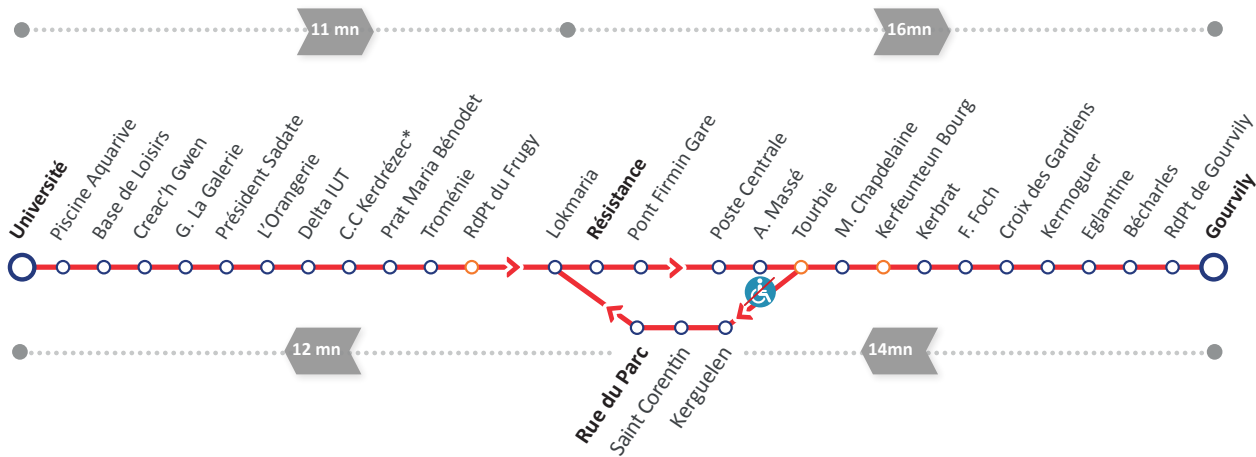 11 mn
16mn
Université
Piscine Aquarive
Base de Loisirs
Creac'h Gwen
G. La Galerie
Président Sadate
L'Orangerie
Delta IUT
C.C Kerdrézec*
Prat Maria Bénodet
Troménie
RdPt du Frugy
Lokmaria
Résistance
Pont Firmin Gare
Poste Centrale
A. Massé
Tourbie
M. Chapdelaine
Kerfeunteun Bourg
Kerbrat
F. Foch
Croix des Gardiens
Kermoguer
Eglantine
Bécharles
RdPt de Gourvily
Gourvily
12 mn
14mn
Rue du Parc
Saint Corentin
Kerguelen